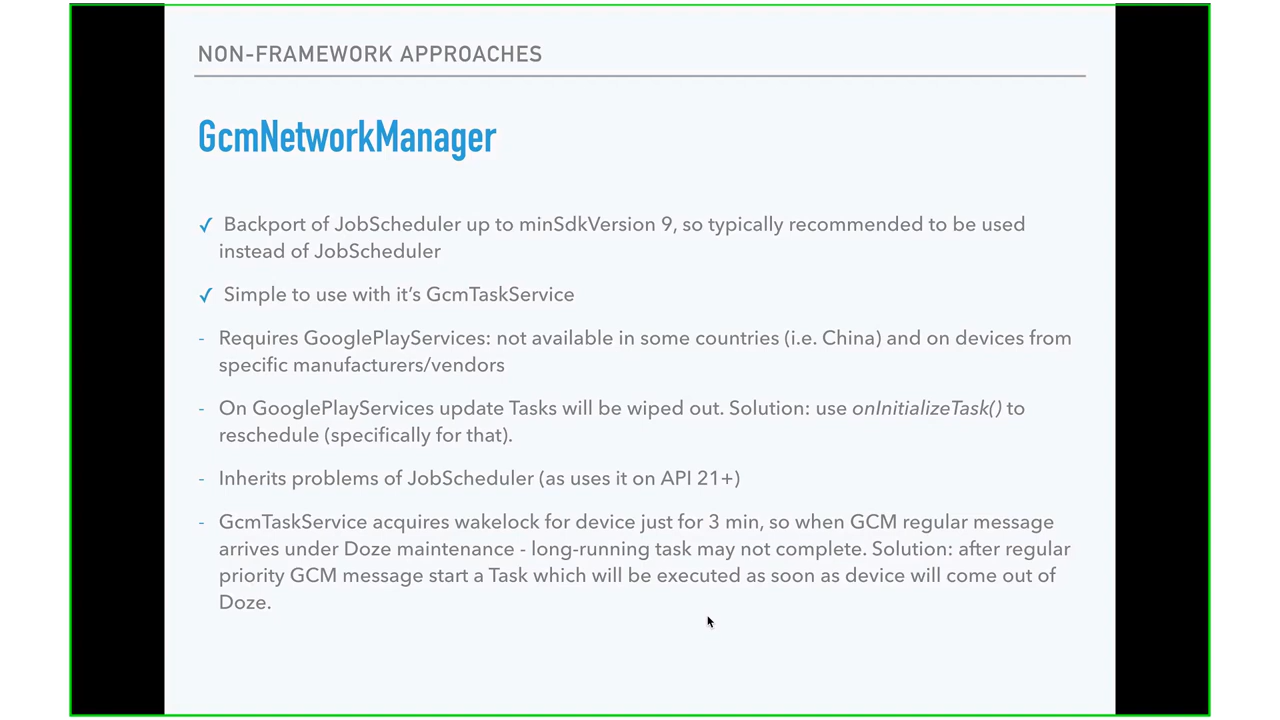 NON-FRAMEWORK APPROACHES
GcmNetworkManager
✓ Backport of JobScheduler up to minSdkVersion 9, so typically recommended to be used
instead of JobScheduler
✓ Simple to use with it’s GcmTaskService
- Requires GooglePlayServices: not available in some countries (i.e. China) and on devices from
specific manufacturers/vendors
- On GooglePlayServices update Tasks will be wiped out. Solution: use onInitializeTask() to
reschedule (specifically for that).
- Inherits problems of JobScheduler (as uses it on API 21+)
- GcmTaskService acquires wakelock for device just for 3 min, so when GCM regular message
arrives under Doze maintenance - long-running task may not complete. Solution: after regular
priority GCM message start a Task which will be executed as soon as device will come out of
Doze.